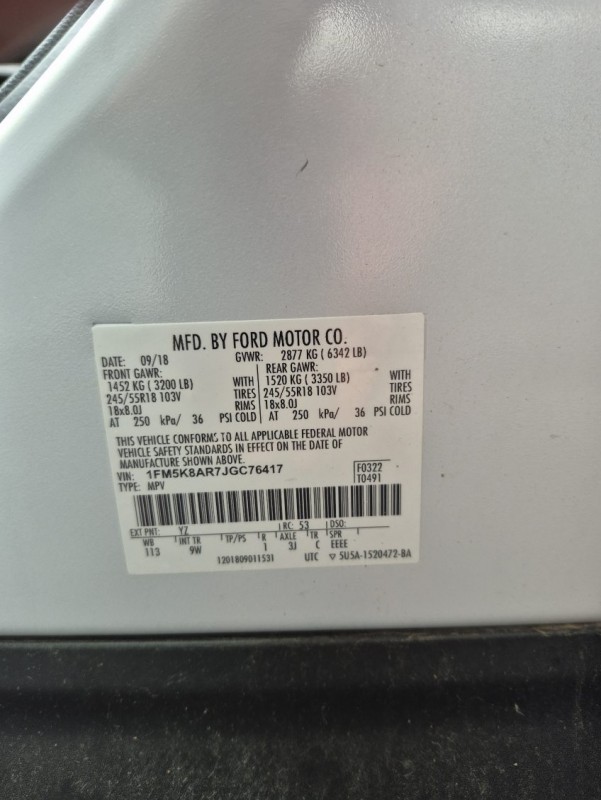 MFD. BY FORD MOTOR CO.
DATE: 09/18 GVWR: 2877 KG ( 6342 LB)
FRONT GAWR: REAR GAWR:
1452 KG ( 3200 LB) WITH 1520 KG ( 3350 LB) WITH
245/55R18 103V TIRES 245/55R18 103V TIRES
18x8.0J RIMS 18x8.0J RIMS
AT 250 kPa/ 36 PSI COLD AT 250 kPa/ 36 PSI COLD
THIS VEHICLE CONFORMS TO ALL APPLICABLE FEDERAL MOTOR
VEHICLE SAFETY STANDARDS IN EFFECT ON THE DATE OF
MANUFACTURE SHOWN ABOVE.
VIN: 1FM5K8AR7JGC76417 F0322
TYPE: MPV T0491
EXT PNT: YZ RC: 53 DSO:
WB INT TR TP/PS R AXLE TR SPR
113 9W 1 3J C EEEE
1201809011531 UTC ▽ SU5A-1520472-BA